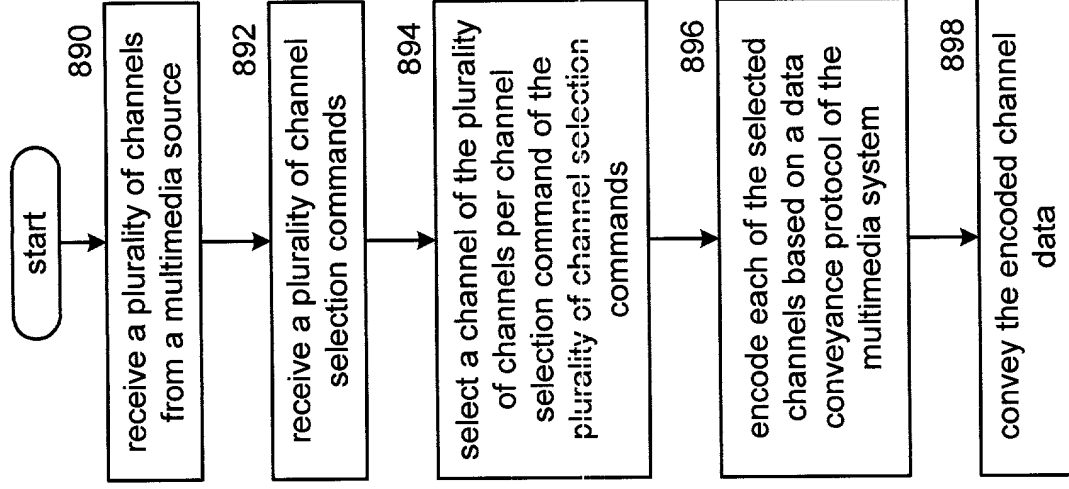 start
890
receive a plurality of channels
from a multimedia source
892
receive a plurality of channel
selection commands
894
select a channel of the plurality
of channels per channel
selection command of the
plurality of channel selection
commands
896
encode each of the selected
channels based on a data
conveyance protocol of the
multimedia system
898
convey the encoded channel
data